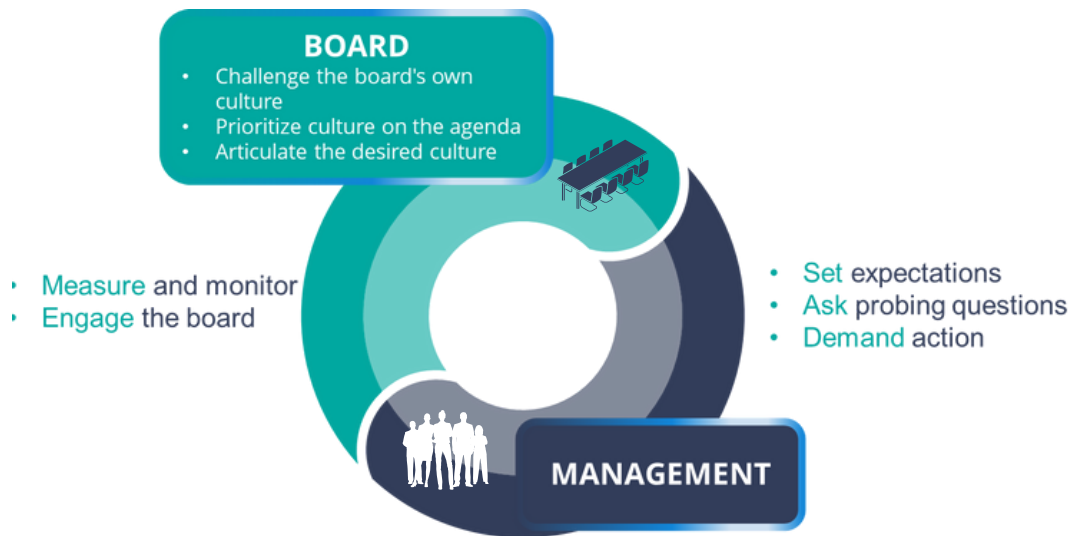 BOARD
• Challenge the board's own
culture
• Prioritize culture on the agenda
• Articulate the desired culture
• Measure and monitor
• Engage the board
• Set expectations
• Ask probing questions
• Demand action
MANAGEMENT